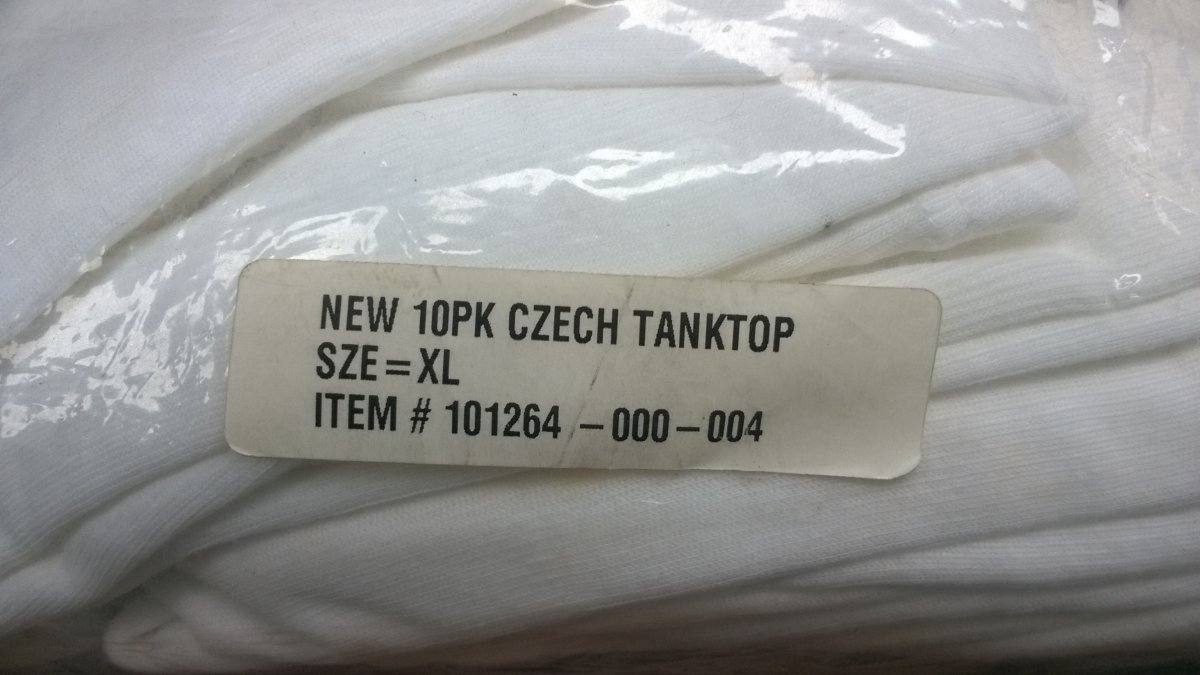 NEW 10PK CZECH TANKTOP
SZE=XL
ITEM # 101264 -000-004